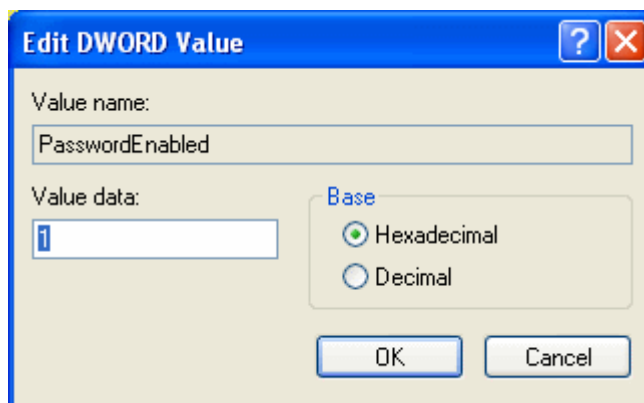 Edit DWORD Value
Value name:
PasswordEnabled
Value data:
1
Base
Hexadecimal
Decimal
OK
Cancel